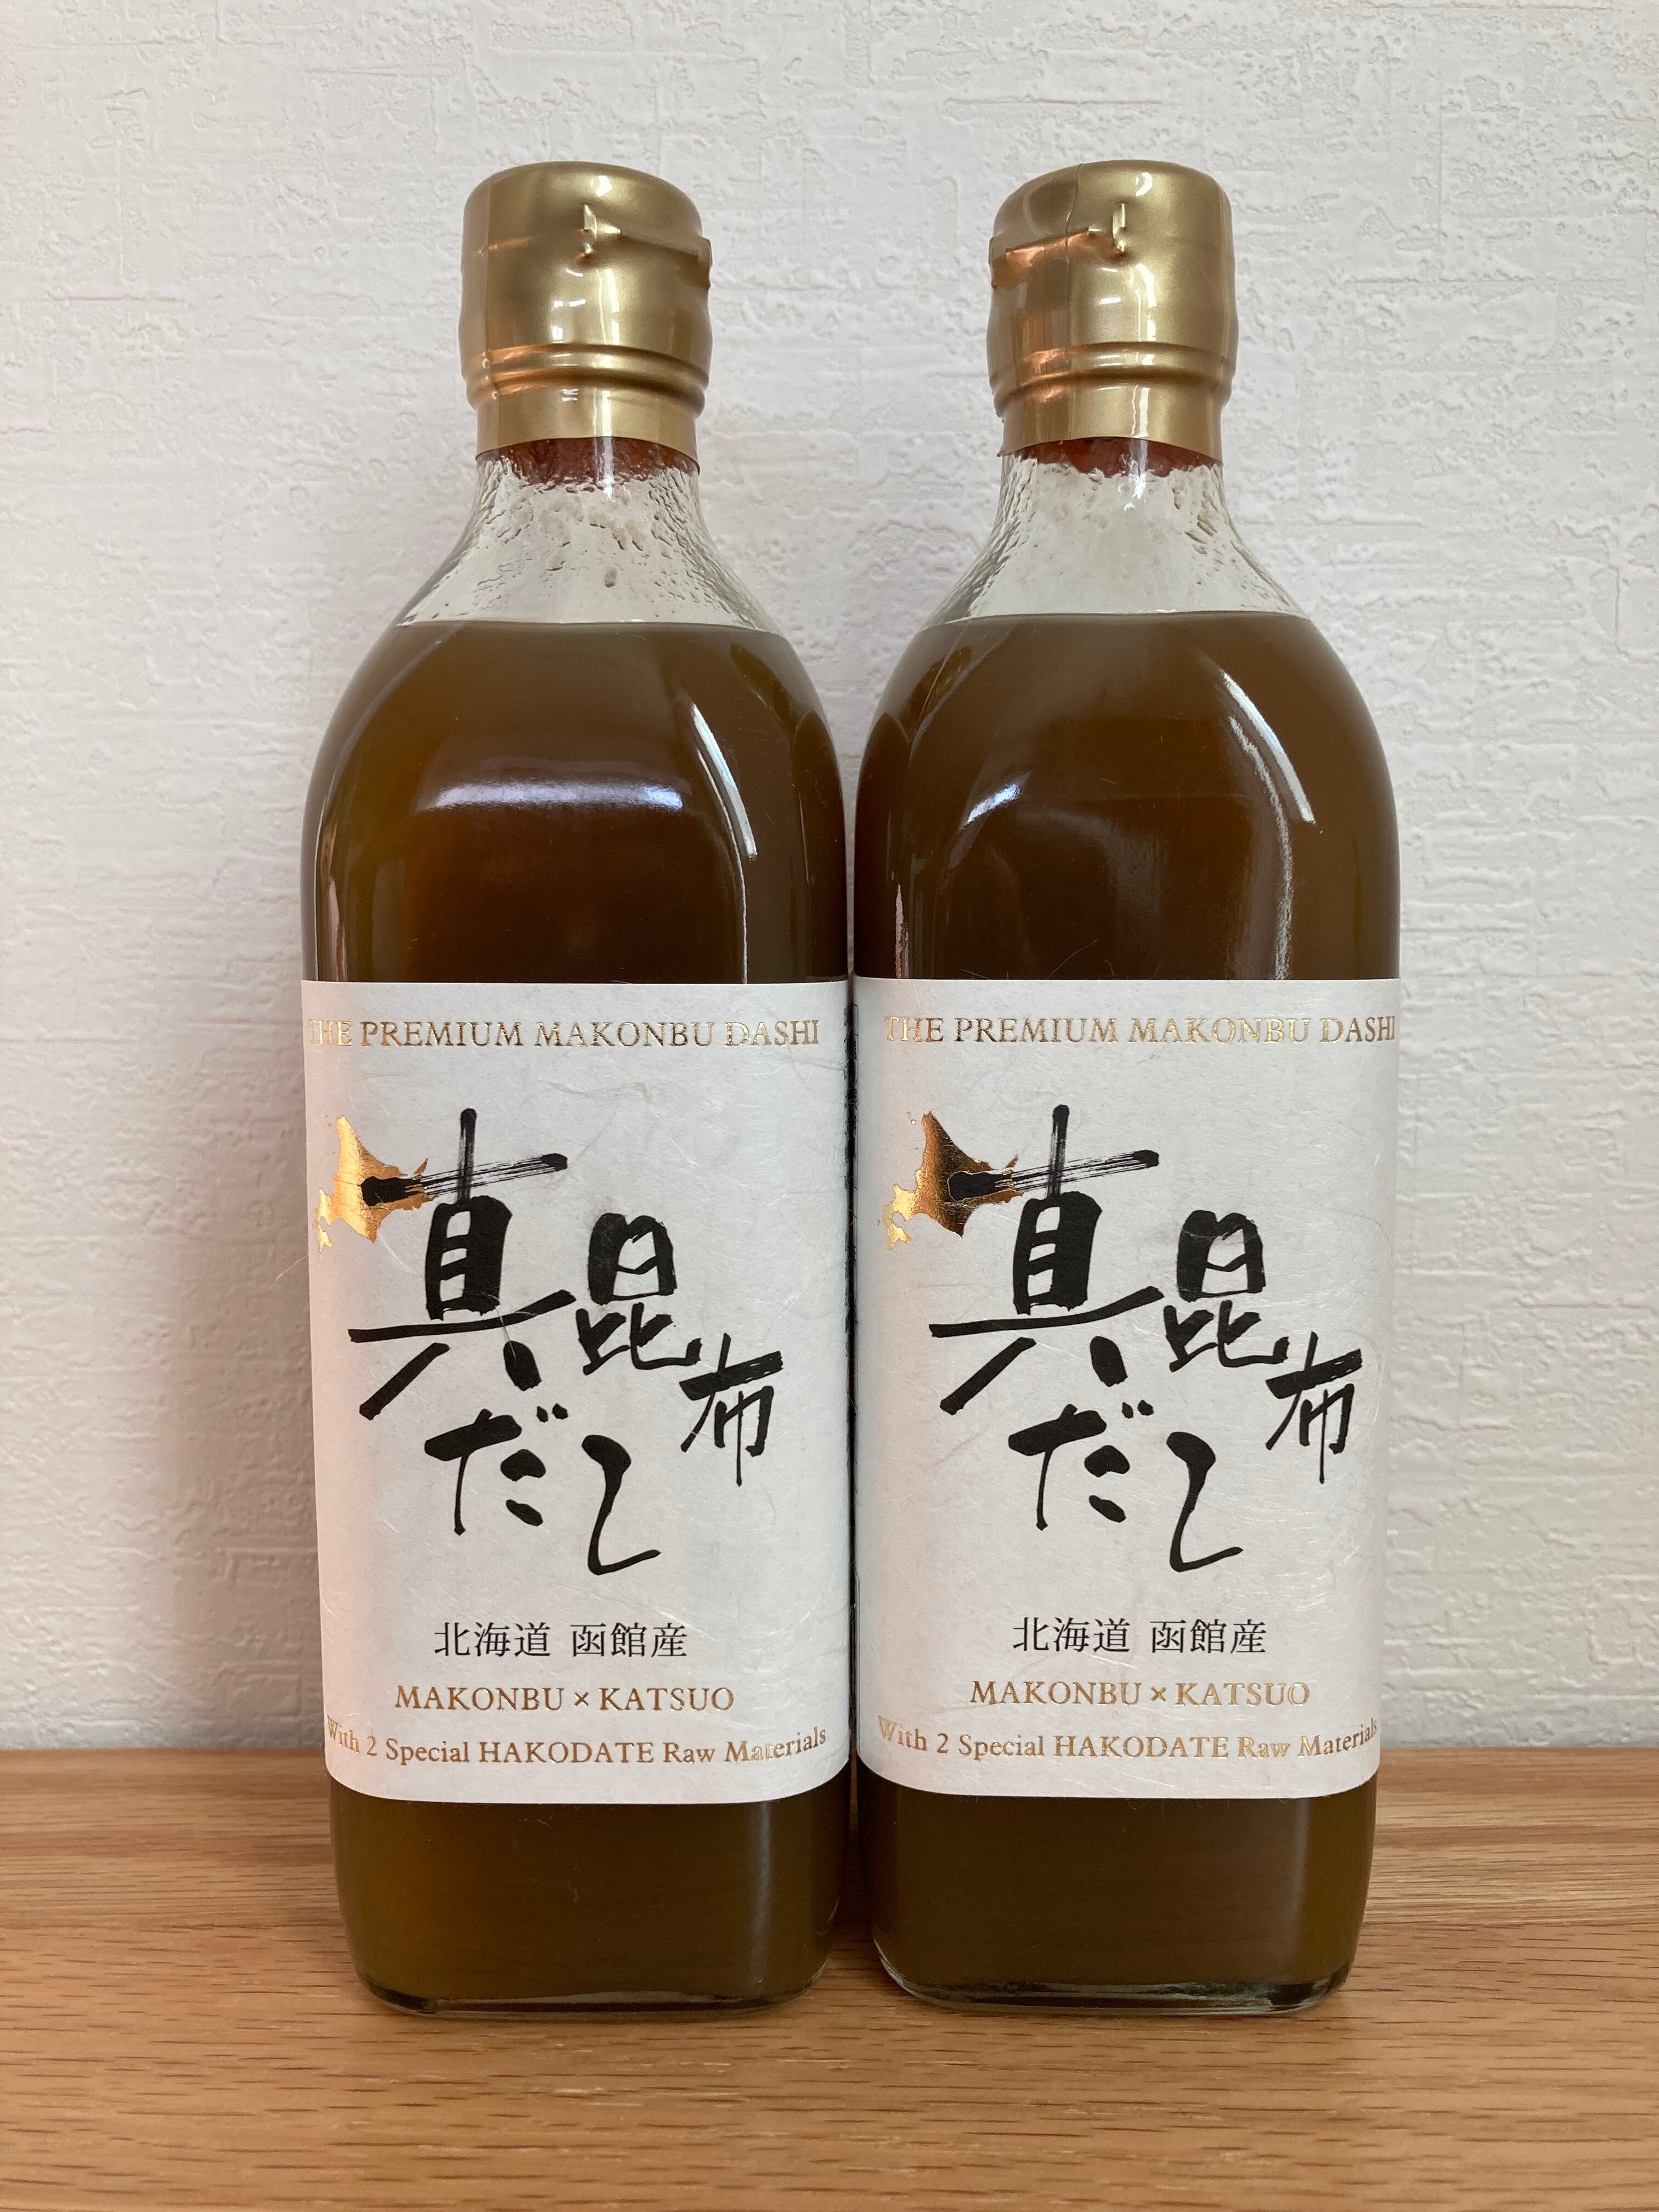 THE PREMIUM MAKONBU DASHI
真昆布
だし
北海道 函館産
MAKONBU × KATSUO
With 2 Special HAKODATE Raw Materials
THE PREMIUM MAKONBU DASHI
真昆布
だし
北海道 函館産
MAKONBU × KATSUO
With 2 Special HAKODATE Raw Materials